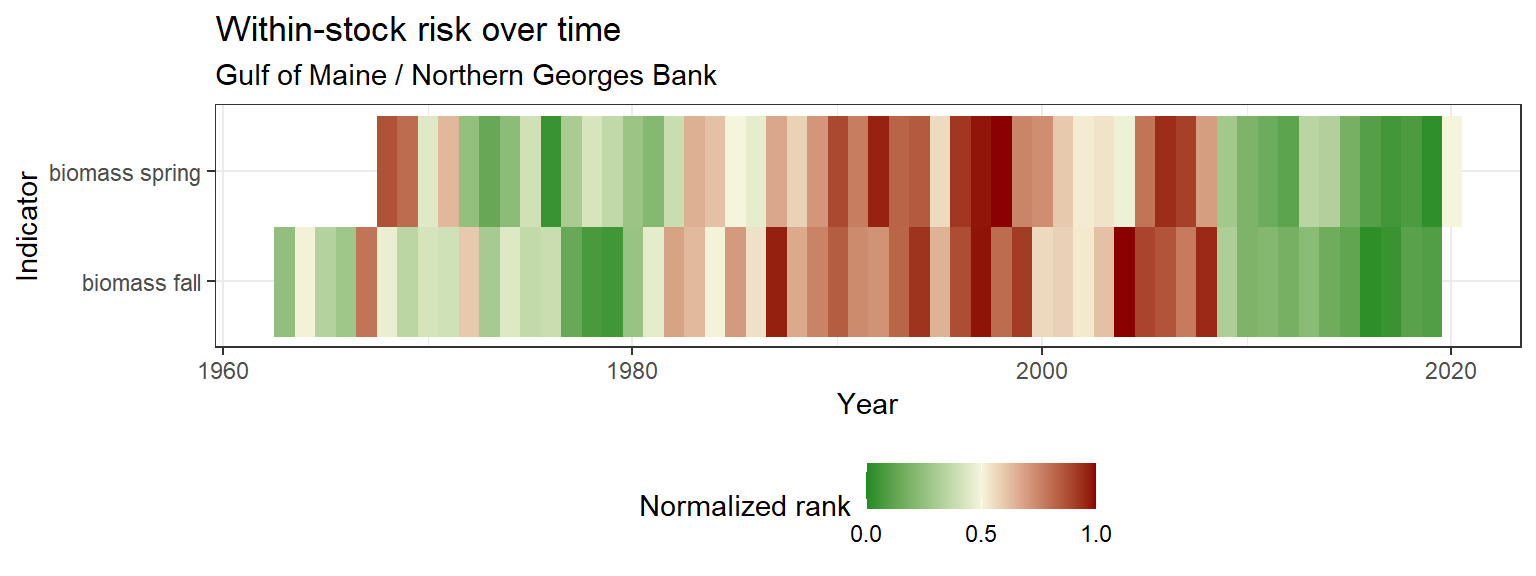 Within-stock risk over time
Gulf of Maine / Northern Georges Bank
Indicator
biomass spring
biomass fall
1960 1980 2000 2020
Year
Normalized rank
0.0 0.5 1.0